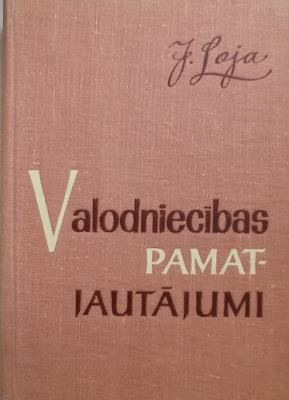 J. Loja
Valodniecības
PAMAT-
JAUTĀJUMI